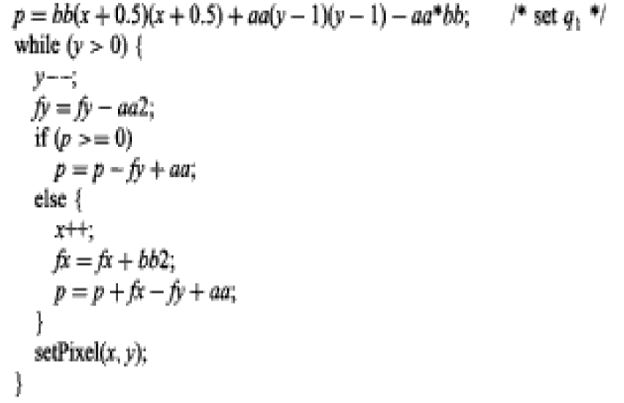 p = bb(x + 0.5)(x + 0.5) + aa(y − 1)(y − 1) − aa*bb; /* set q₁ */
while (y > 0) {
y−−;
fy = fy − aa2;
if (p >= 0)
p = p − fy + aa;
else {
x++;
fx = fx + bb2;
p = p + fx − fy + aa;
}
setPixel(x, y);
}